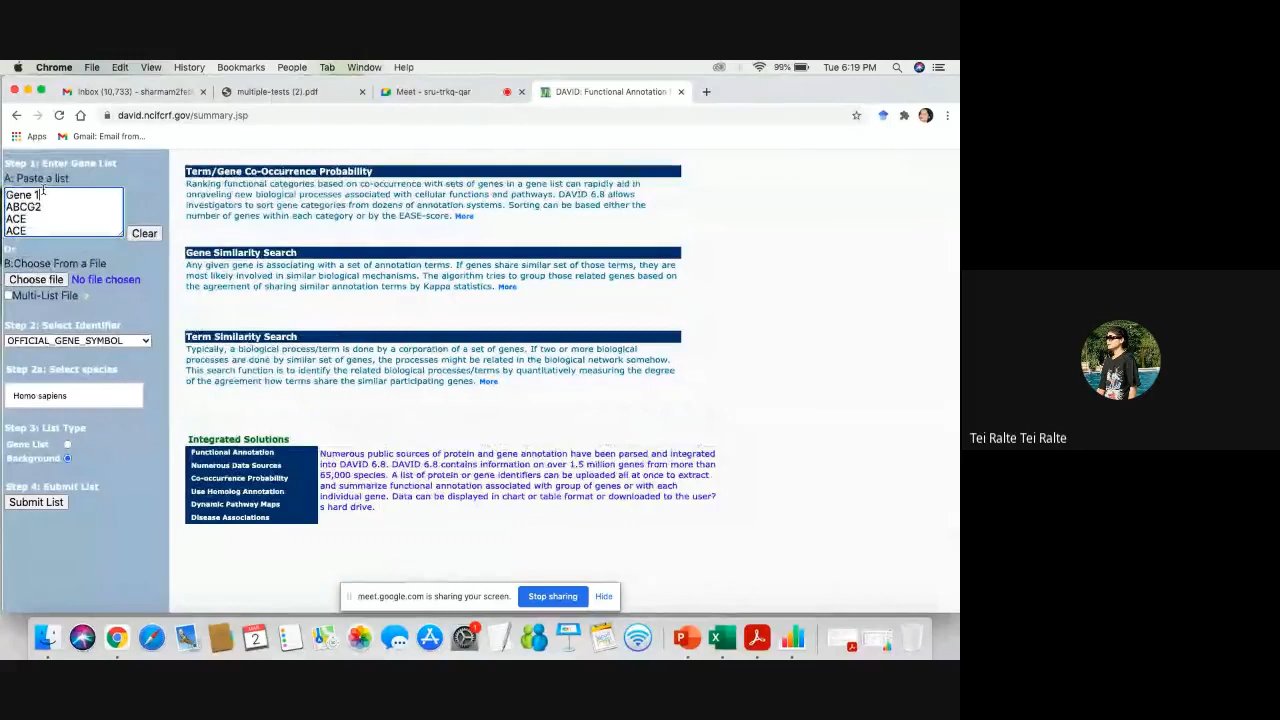 Chrome File Edit View History Bookmarks People Tab Window Help
99% Tue 6:19 PM
Inbox (10,733) - sharmam2feb
multiple-tests (2).pdf
Meet - sru-trkq-qar
DAVID: Functional Annotation
david.ncifcrf.gov/summary.jsp
Apps Gmail: Email from...
Step 1: Enter Gene List
A: Paste a list
Gene 1
ABCG2
ACE
ACE
Clear
Or
B:Choose From a File
Choose file No file chosen
Multi-List File ?
Step 2: Select Identifier
OFFICIAL_GENE_SYMBOL
Step 2a: Select species
Homo sapiens
Step 3: List Type
Gene List
Background
Step 4: Submit List
Submit List
Term/Gene Co-Occurrence Probability
Ranking functional categories based on co-occurrence with sets of genes in a gene list can rapidly aid in
unraveling new biological processes associated with cellular functions and pathways. DAVID 6.8 allows
investigators to sort gene categories from dozens of annotation systems. Sorting can be based either the
number of genes within each category or by the EASE-score. More
Gene Similarity Search
Any given gene is associating with a set of annotation terms. If genes share similar set of those terms, they are
most likely involved in similar biological mechanisms. The algorithm tries to group those related genes based on
the agreement of sharing similar annotation terms by Kappa statistics. More
Term Similarity Search
Typically, a biological process/term is done by a corporation of a set of genes. If two or more biological
processes are done by similar set of genes, the processes might be related in the biological network somehow.
This search function is to identify the related biological processes/terms by quantitatively measuring the degree
of the agreement how terms share the similar participating genes. More
Integrated Solutions
Functional Annotation
Numerous Data Sources
Co-occurrence Probability
Use Homolog Annotation
Dynamic Pathway Maps
Disease Associations
Numerous public sources of protein and gene annotation have been parsed and integrated
into DAVID 6.8. DAVID 6.8 contains information on over 1.5 million genes from more than
65,000 species. A list of protein or gene identifiers can be uploaded all at once to extract
and summarize functional annotation associated with group of genes or with each
individual gene. Data can be displayed in chart or table format or downloaded to the user?
s hard drive.
meet.google.com is sharing your screen. Stop sharing Hide
MAR
2
1
Tei Ralte Tei Ralte